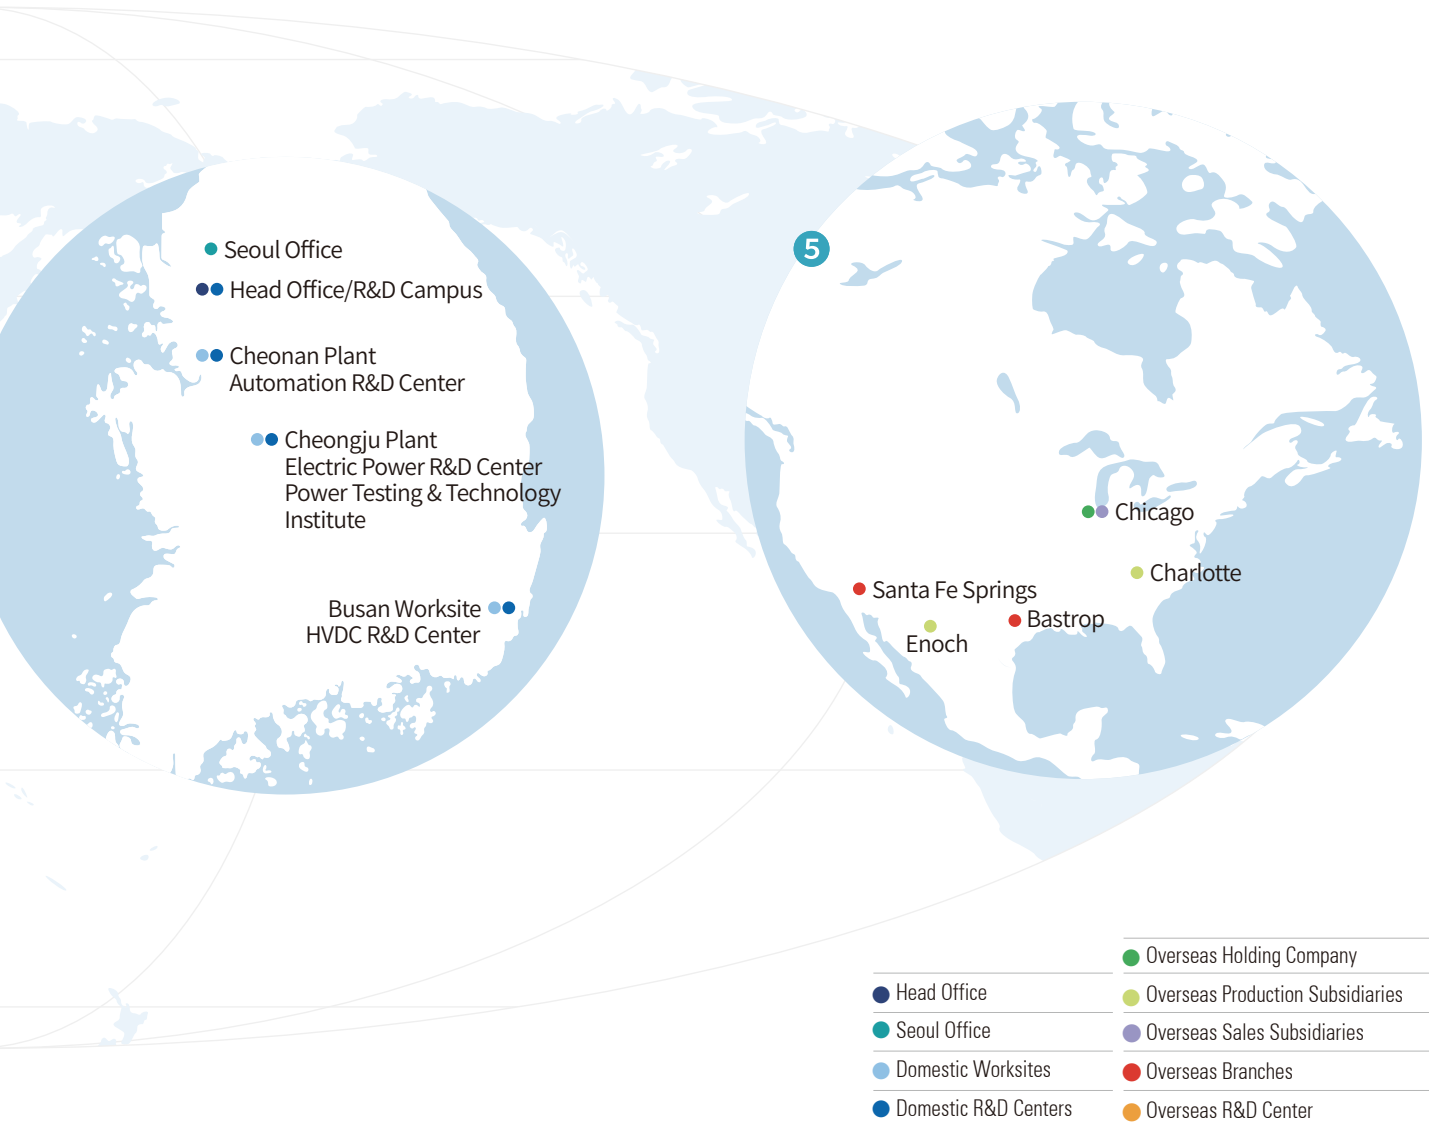 Seoul Office
Head Office/R&D Campus
Cheonan Plant
Automation R&D Center
Cheongju Plant
Electric Power R&D Center
Power Testing & Technology
Institute
Busan Worksite
HVDC R&D Center
5
Chicago
Charlotte
Santa Fe Springs
Bastrop
Enoch
Head Office
Seoul Office
Domestic Worksites
Domestic R&D Centers
Overseas Holding Company
Overseas Production Subsidiaries
Overseas Sales Subsidiaries
Overseas Branches
Overseas R&D Center